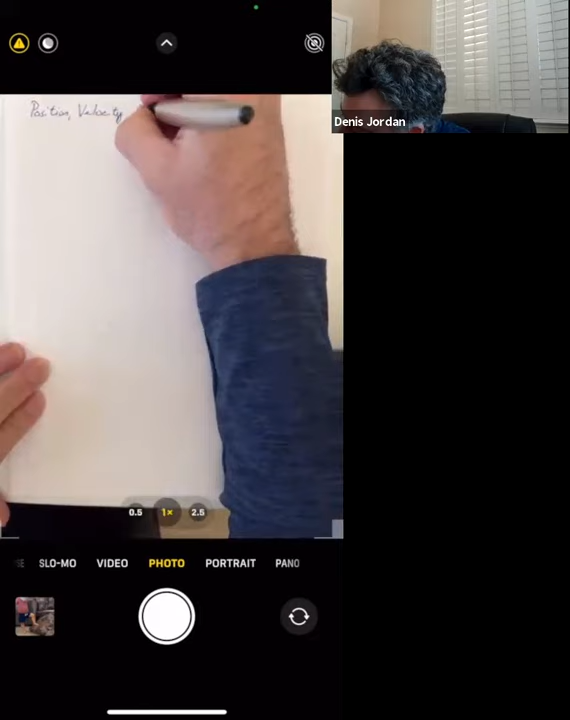 Position, Velocity
Denis Jordan
0.5 1× 2.5
SLO-MO VIDEO PHOTO PORTRAIT PANO